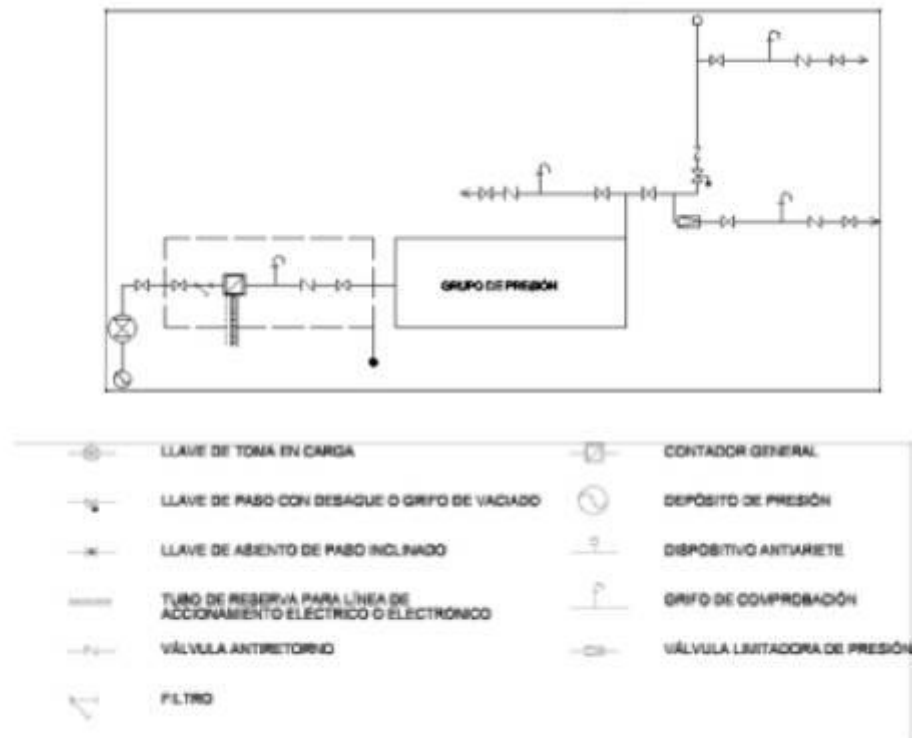 GRUPO DE PRESIÓN
LLAVE DE TOMA EN CARGA
LLAVE DE PASO CON DESAGUE O GRIFO DE VACIADO
LLAVE DE ASIENTO DE PASO INCLINADO
TUBO DE RESERVA PARA LÍNEA DE
ACCIONAMIENTO ELECTRICO O ELECTRÓNICO
VÁLVULA ANTIRETORNO
FILTRO
CONTADOR GENERAL
DEPÓSITO DE PRESIÓN
DISPOSITIVO ANTIARIETE
GRIFO DE COMPROBACIÓN
VÁLVULA LIMITADORA DE PRESIÓN